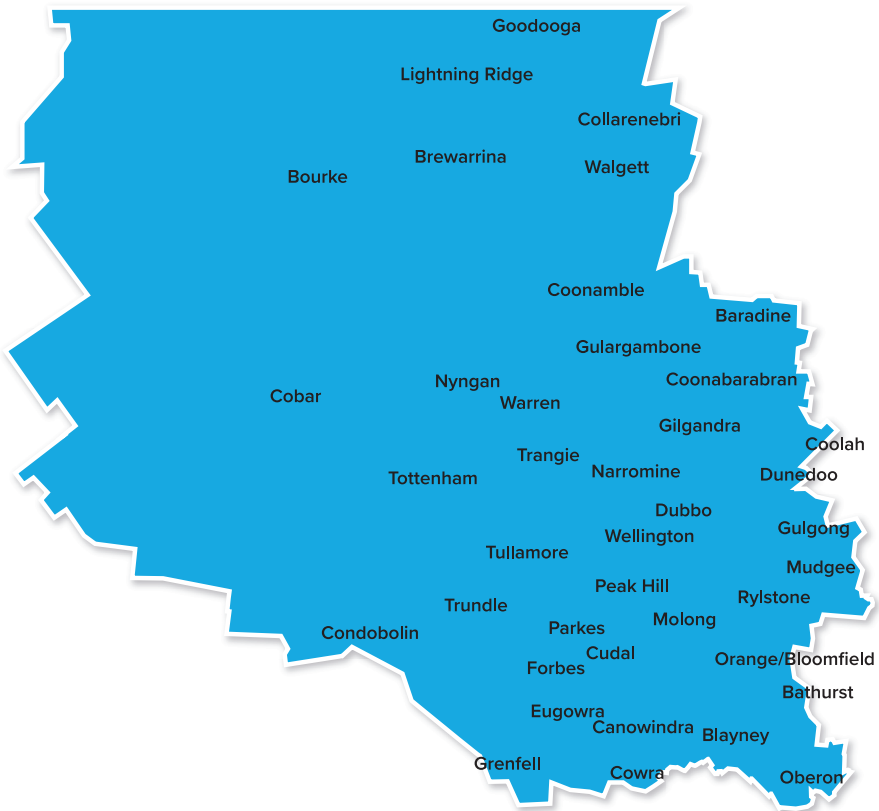 Goodooga
Lightning Ridge
Collarenebri
Brewarrina
Walgett
Bourke
Coonamble
Baradine
Gulargambone
Coonabarabran
Nyngan
Cobar
Warren
Gilgandra
Coolah
Trangie
Narromine
Dunedoo
Tottenham
Dubbo
Gulgong
Wellington
Tullamore
Mudgee
Peak Hill
Rylstone
Trundle
Molong
Parkes
Condobolin
Cudal
Orange/Bloomfield
Forbes
Bathurst
Eugowra
Canowindra
Blayney
Grenfell
Cowra
Oberon